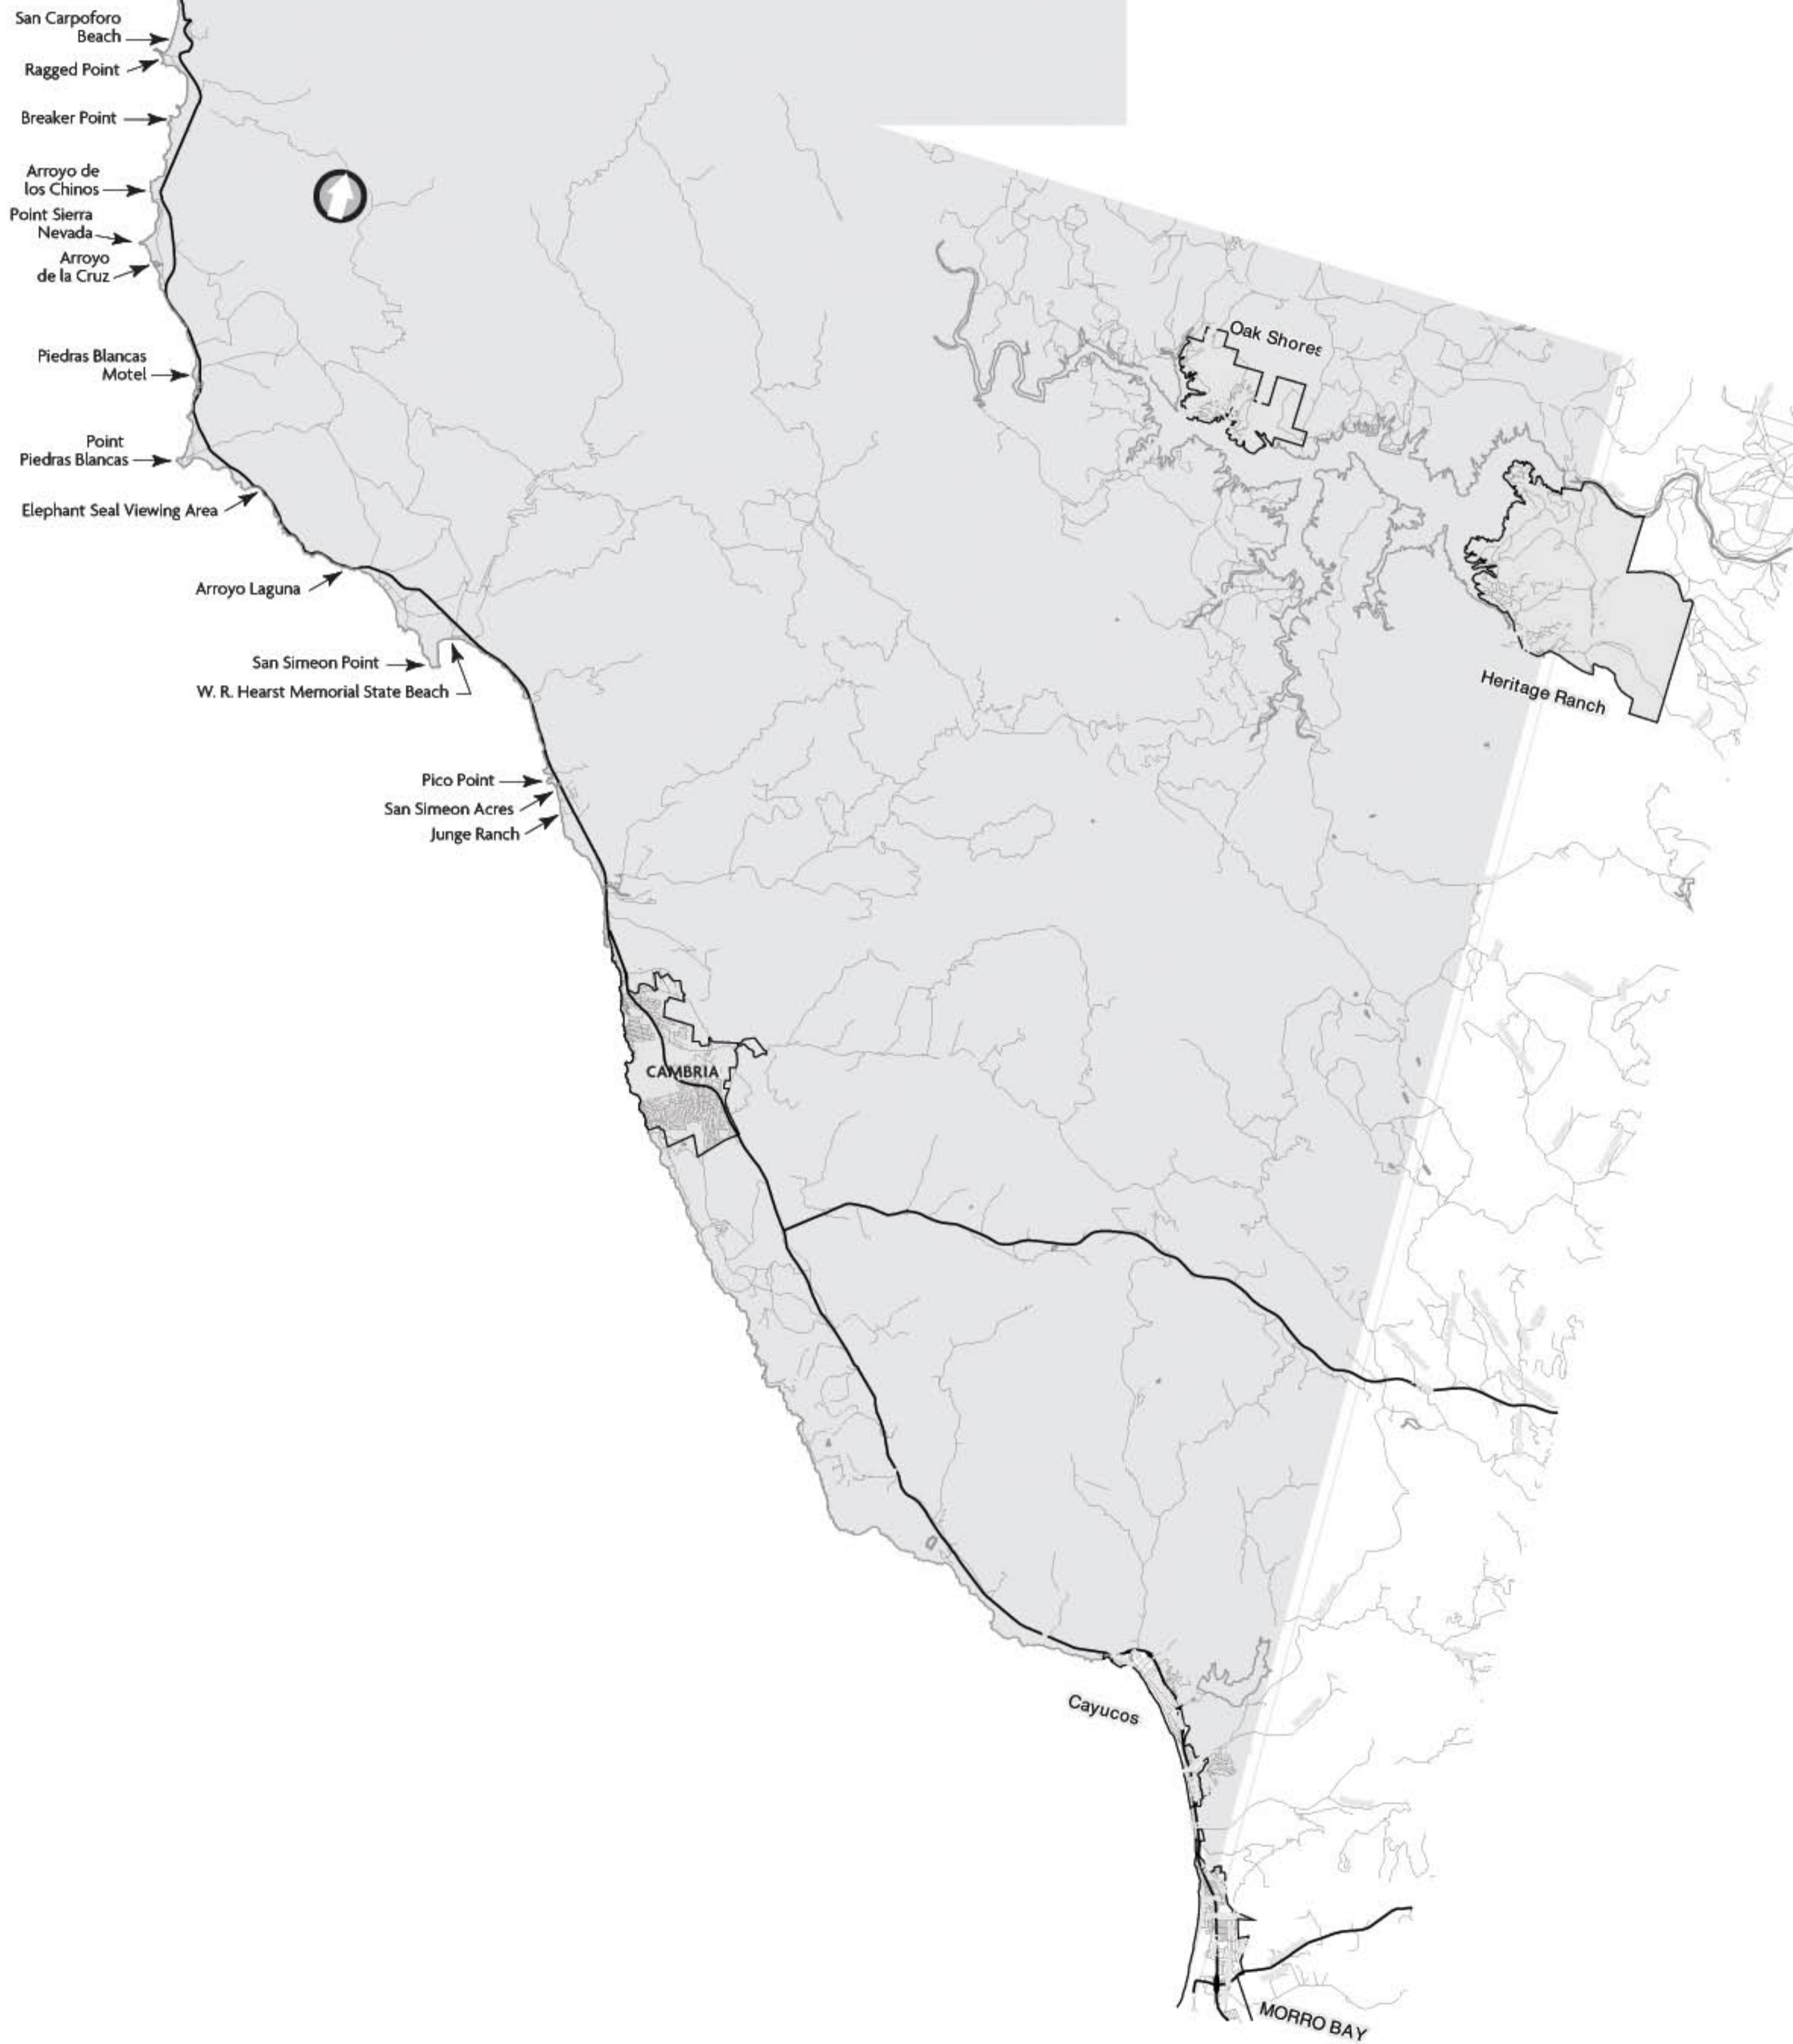 San Carpoforo
Beach
Ragged Point
Breaker Point
Arroyo de
los Chinos
Point Sierra
Nevada
Arroyo
de la Cruz
Oak Shores
Piedras Blancas
Motel
Point
Piedras Blancas
Elephant Seal Viewing Area
Arroyo Laguna
San Simeon Point
W. R. Hearst Memorial State Beach
Heritage Ranch
Pico Point
San Simeon Acres
Junge Ranch
CAMBRIA
Cayucos
MORRO BAY